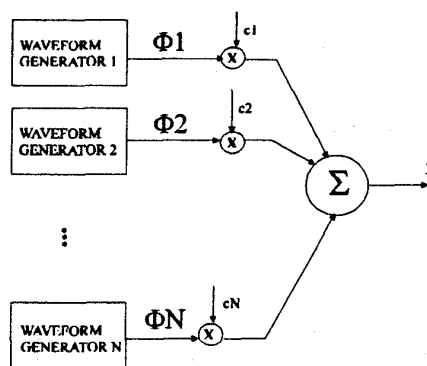 c1
WAVEFORM
GENERATOR 1
Φ1
x
c2
WAVEFORM
GENERATOR 2
Φ2
x
Σ
cN
WAVEFORM
GENERATOR N
ΦN
x